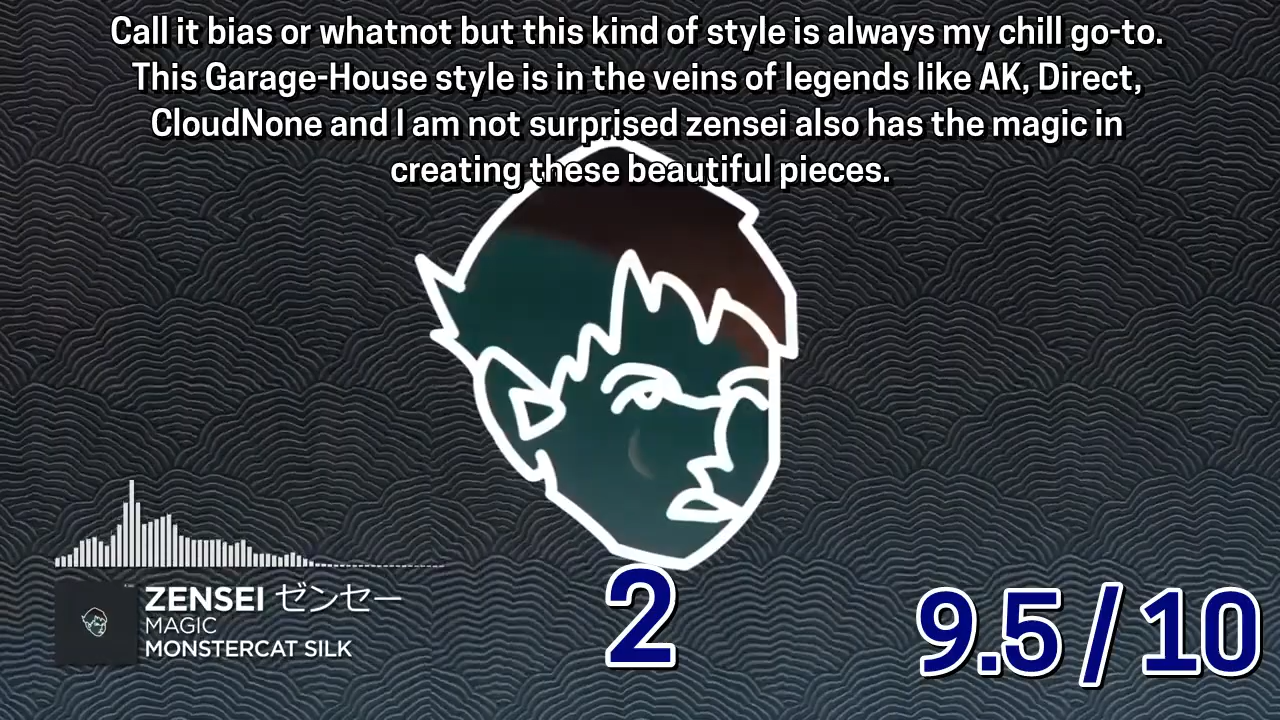 Call it bias or whatnot but this kind of style is always my chill go-to.
This Garage-House style is in the veins of legends like AK, Direct,
CloudNone and I am not surprised zensei also has the magic in
creating these beautiful pieces.
ZENSEI ゼンセー
MAGIC
MONSTERCAT SILK
2
9.5 / 10